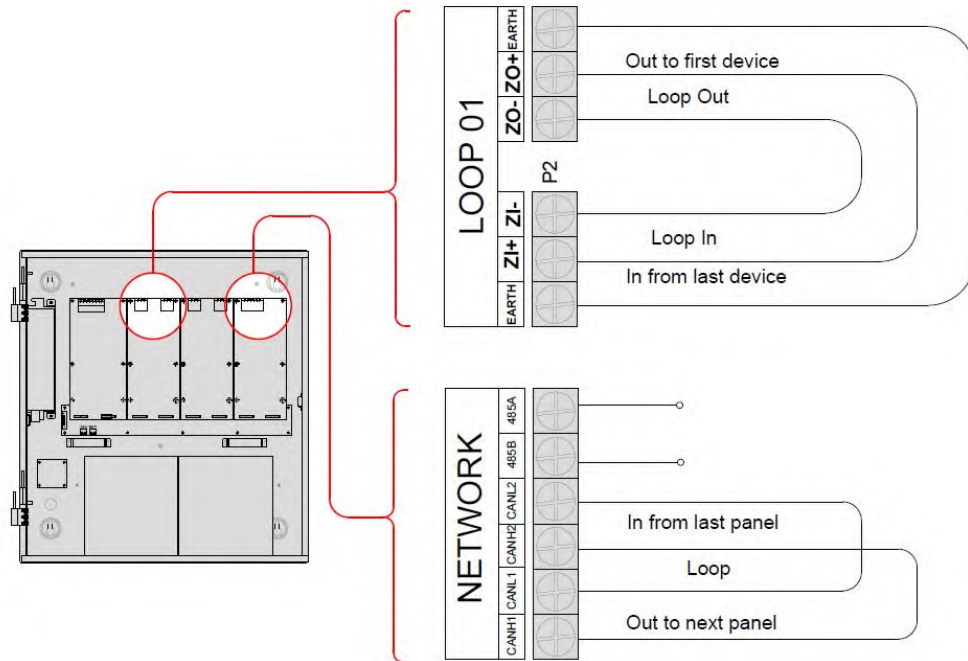 LOOP 01
EARTH
ZO+
ZO-
P2
ZI-
ZI+
EARTH
Out to first device
Loop Out
Loop In
In from last device
NETWORK
485A
485B
CANL2
CANH2
CANL1
CANH1
In from last panel
Loop
Out to next panel